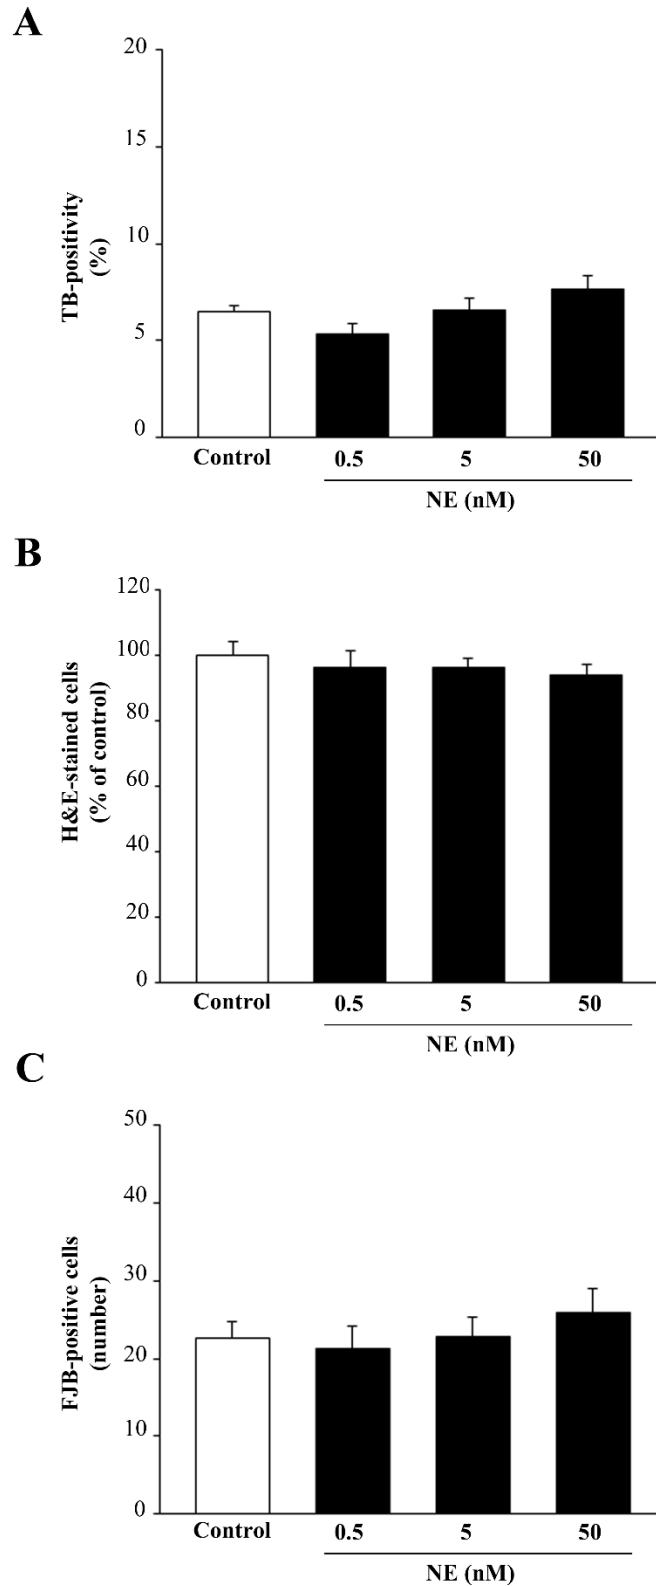 A
20
15
10
5
0
TB-positivity
(%)
Control 0.5 5 50
NE (nM)
B
120
100
80
60
40
20
0
H&E-stained cells
(% of control)
Control 0.5 5 50
NE (nM)
C
50
40
30
20
10
0
FJB-positive cells
(number)
Control 0.5 5 50
NE (nM)